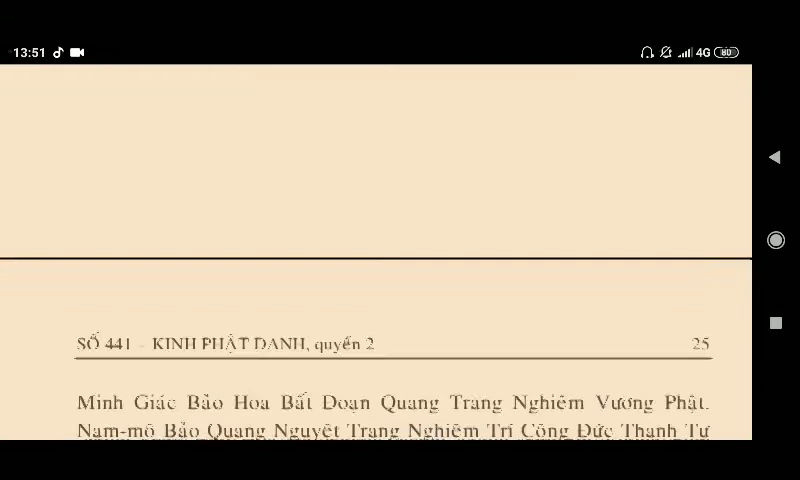 13:51 4G 80
SỐ 441 - KINH PHẬT DANH, quyển 2 25
Minh Giác Bảo Hoa Bất Đoạn Quang Trang Nghiêm Vương Phật.
Nam-mô Bảo Quang Nguyệt Trang Nghiêm Trí Công Đức Thanh Tự